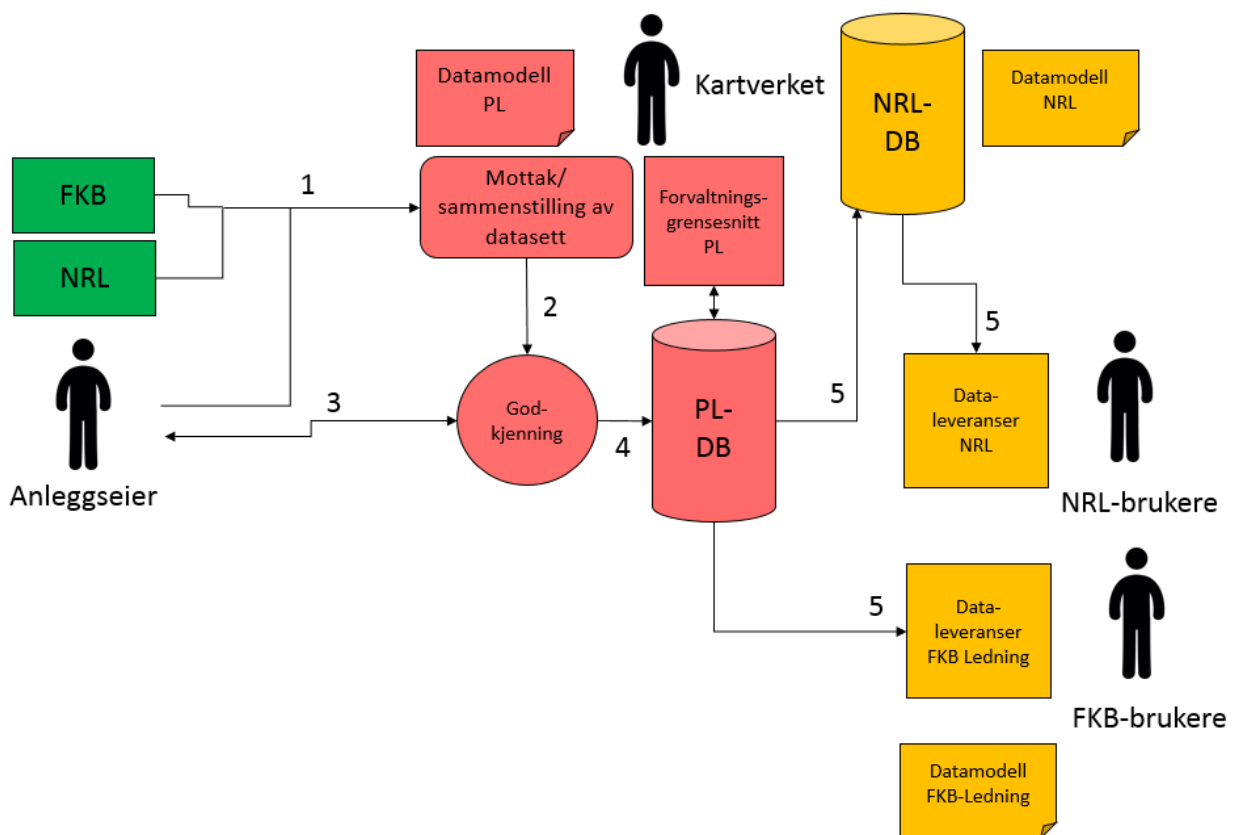 Datamodell
PL
Kartverket
NRL-
DB
Datamodell
NRL
FKB
1
Mottak/
sammenstilling av
datasett
Forvaltnings-
grensesnitt
PL
NRL
2
5
3
God-
kjenning
4
PL-
DB
5
Data-
leveranser
NRL
Anleggseier
NRL-brukere
5
Data-
leveranser
FKB Ledning
FKB-brukere
Datamodell
FKB-Ledning